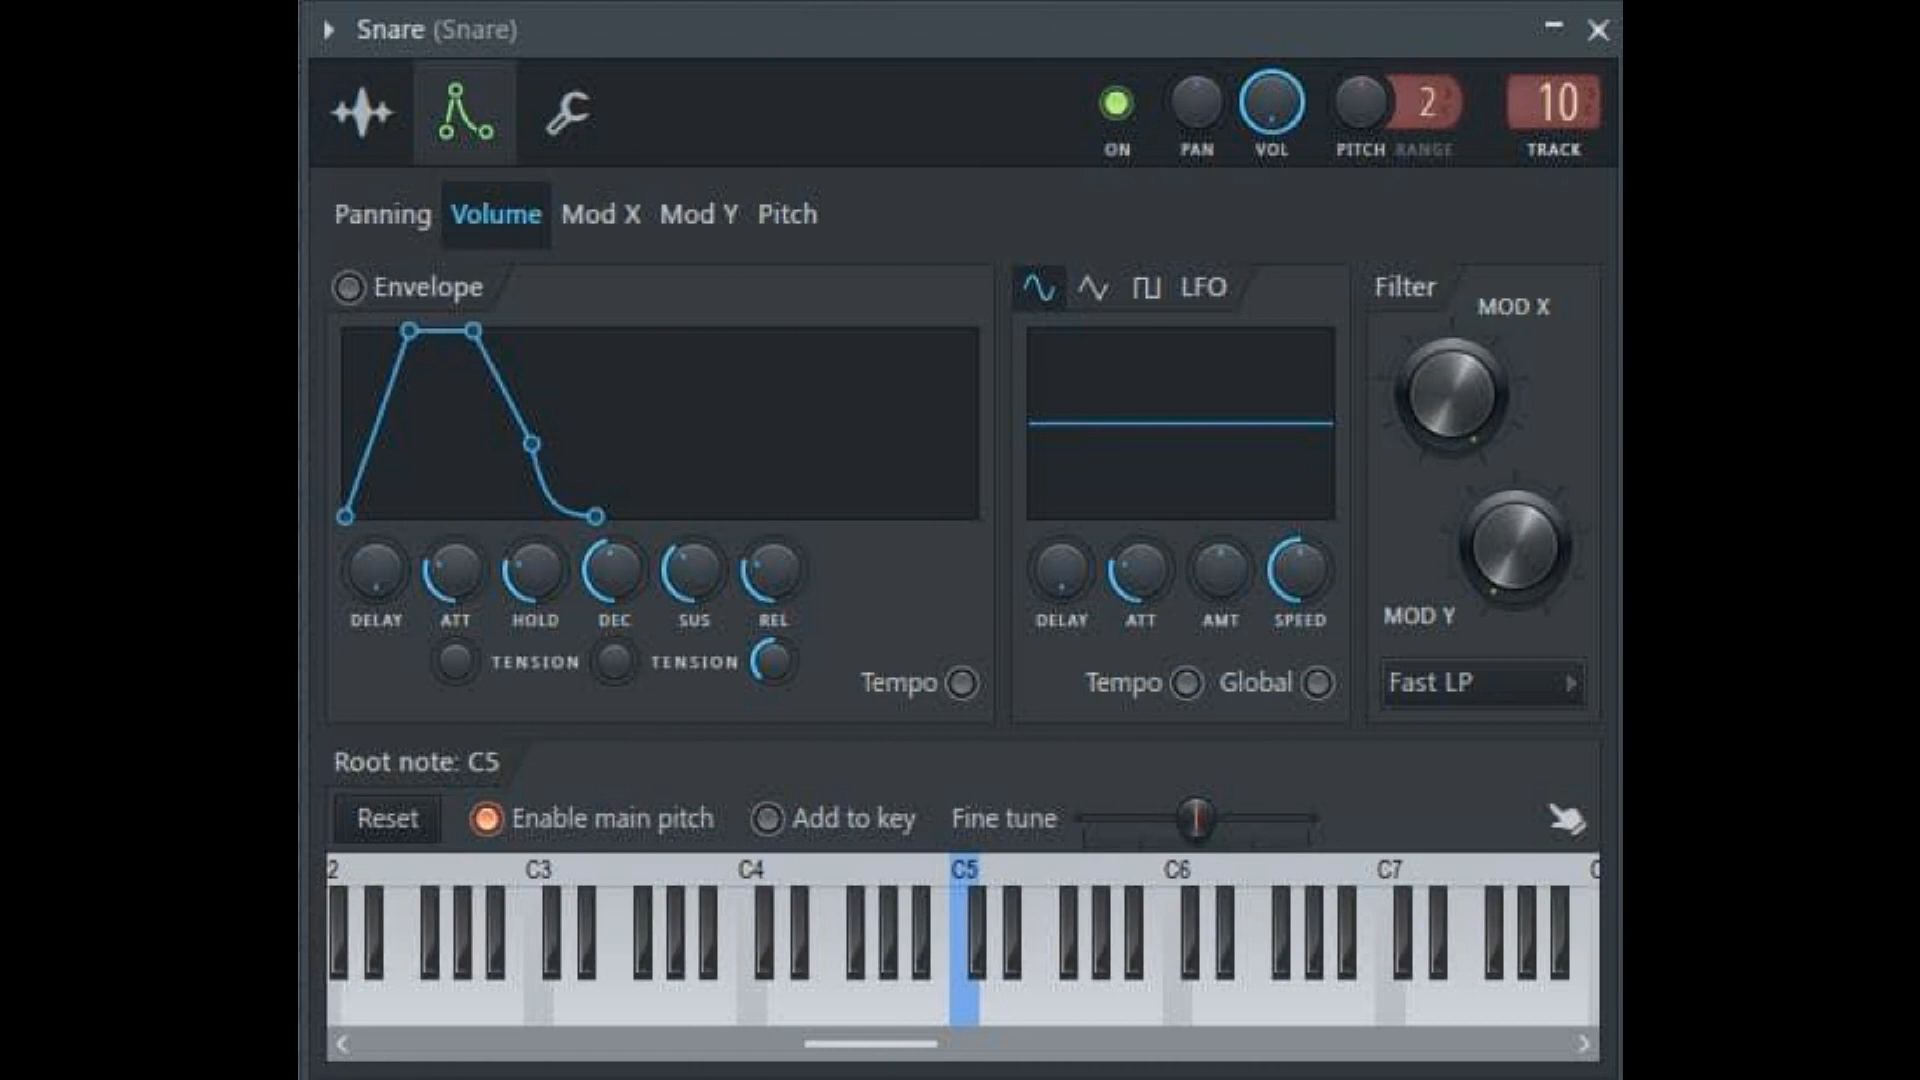 Snare (Snare)
2
10
ON PAN VOL PITCH RANGE TRACK
Panning Volume Mod X Mod Y Pitch
Envelope
LFO
Filter
MOD X
DELAY ATT HOLD DEC SUS REL
DELAY ATT AMT SPEED
MOD Y
TENSION TENSION
Tempo
Tempo Global
Fast LP
Root note: C5
Reset Enable main pitch Add to key Fine tune
2 C3 C4 C5 C6 C7 C